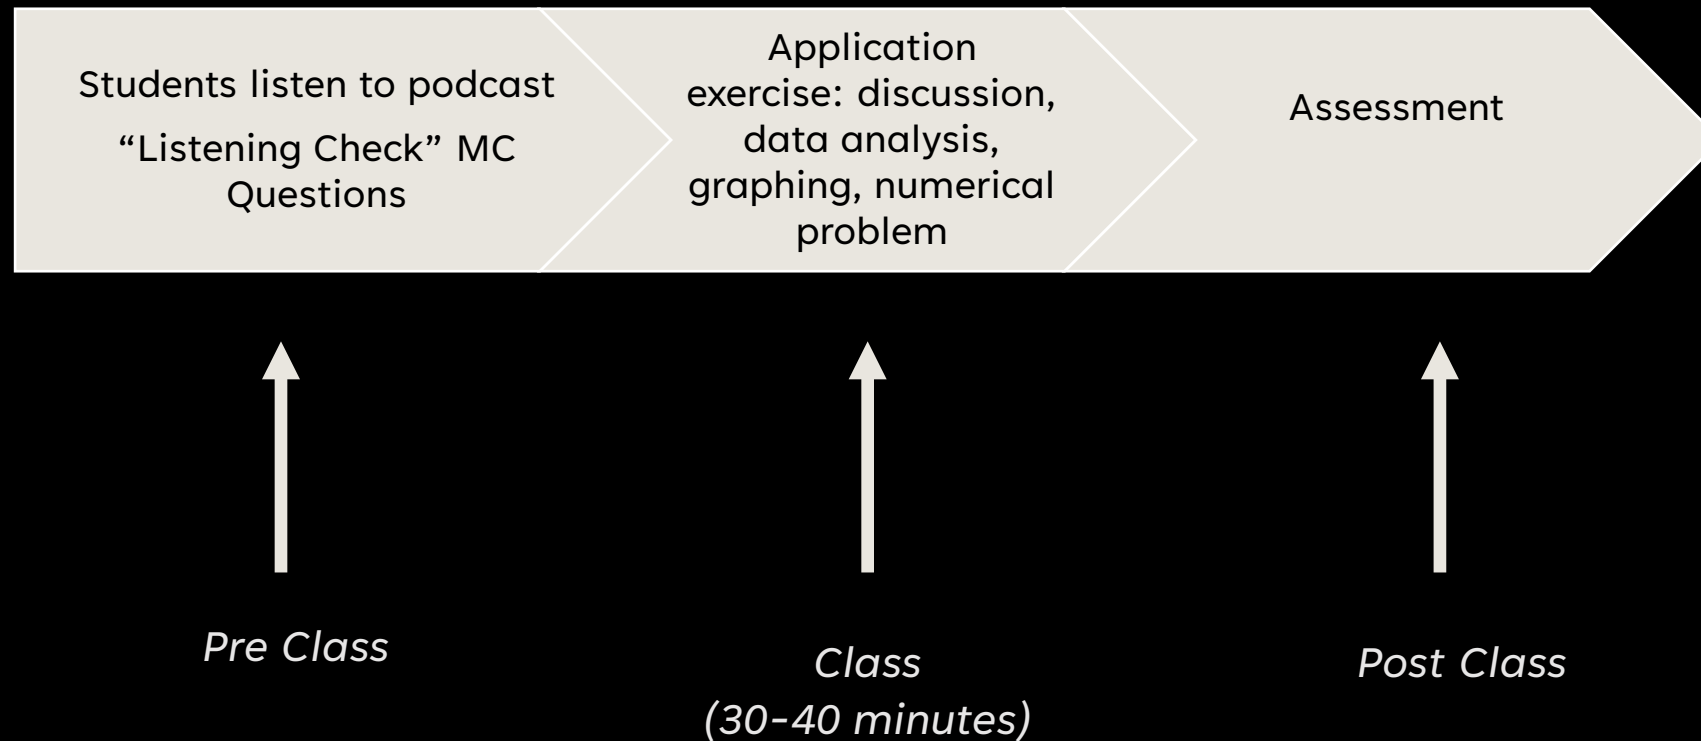 Students listen to podcast
“Listening Check” MC
Questions
Application
exercise: discussion,
data analysis,
graphing, numerical
problem
Assessment
Pre Class
Class
(30-40 minutes)
Post Class